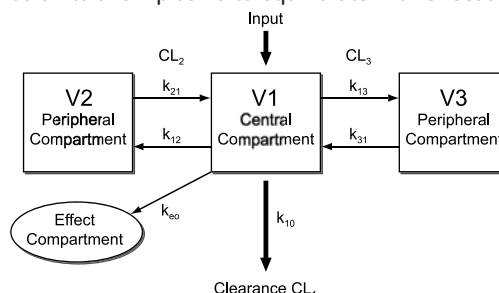 Input
CL2
CL3
V2
Peripheral
Compartment
k21
k12
V1
Central
Compartment
k13
k31
V3
Peripheral
Compartment
Effect
Compartment
keo
k10
Clearance